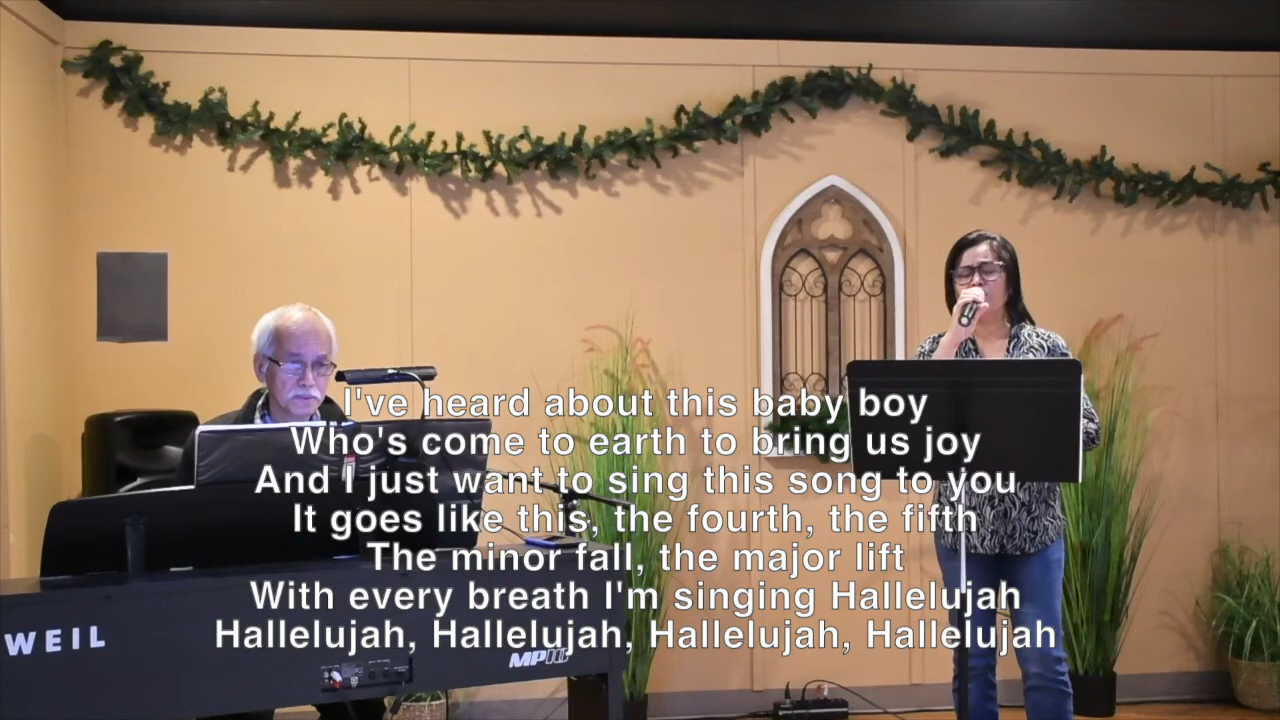 I've heard about this baby boy
Who's come to earth to bring us joy
And I just want to sing this song to you
It goes like this, the fourth, the fifth
The minor fall, the major lift
With every breath I'm singing Hallelujah
Hallelujah, Hallelujah, Hallelujah, Hallelujah
WEIL
MP10